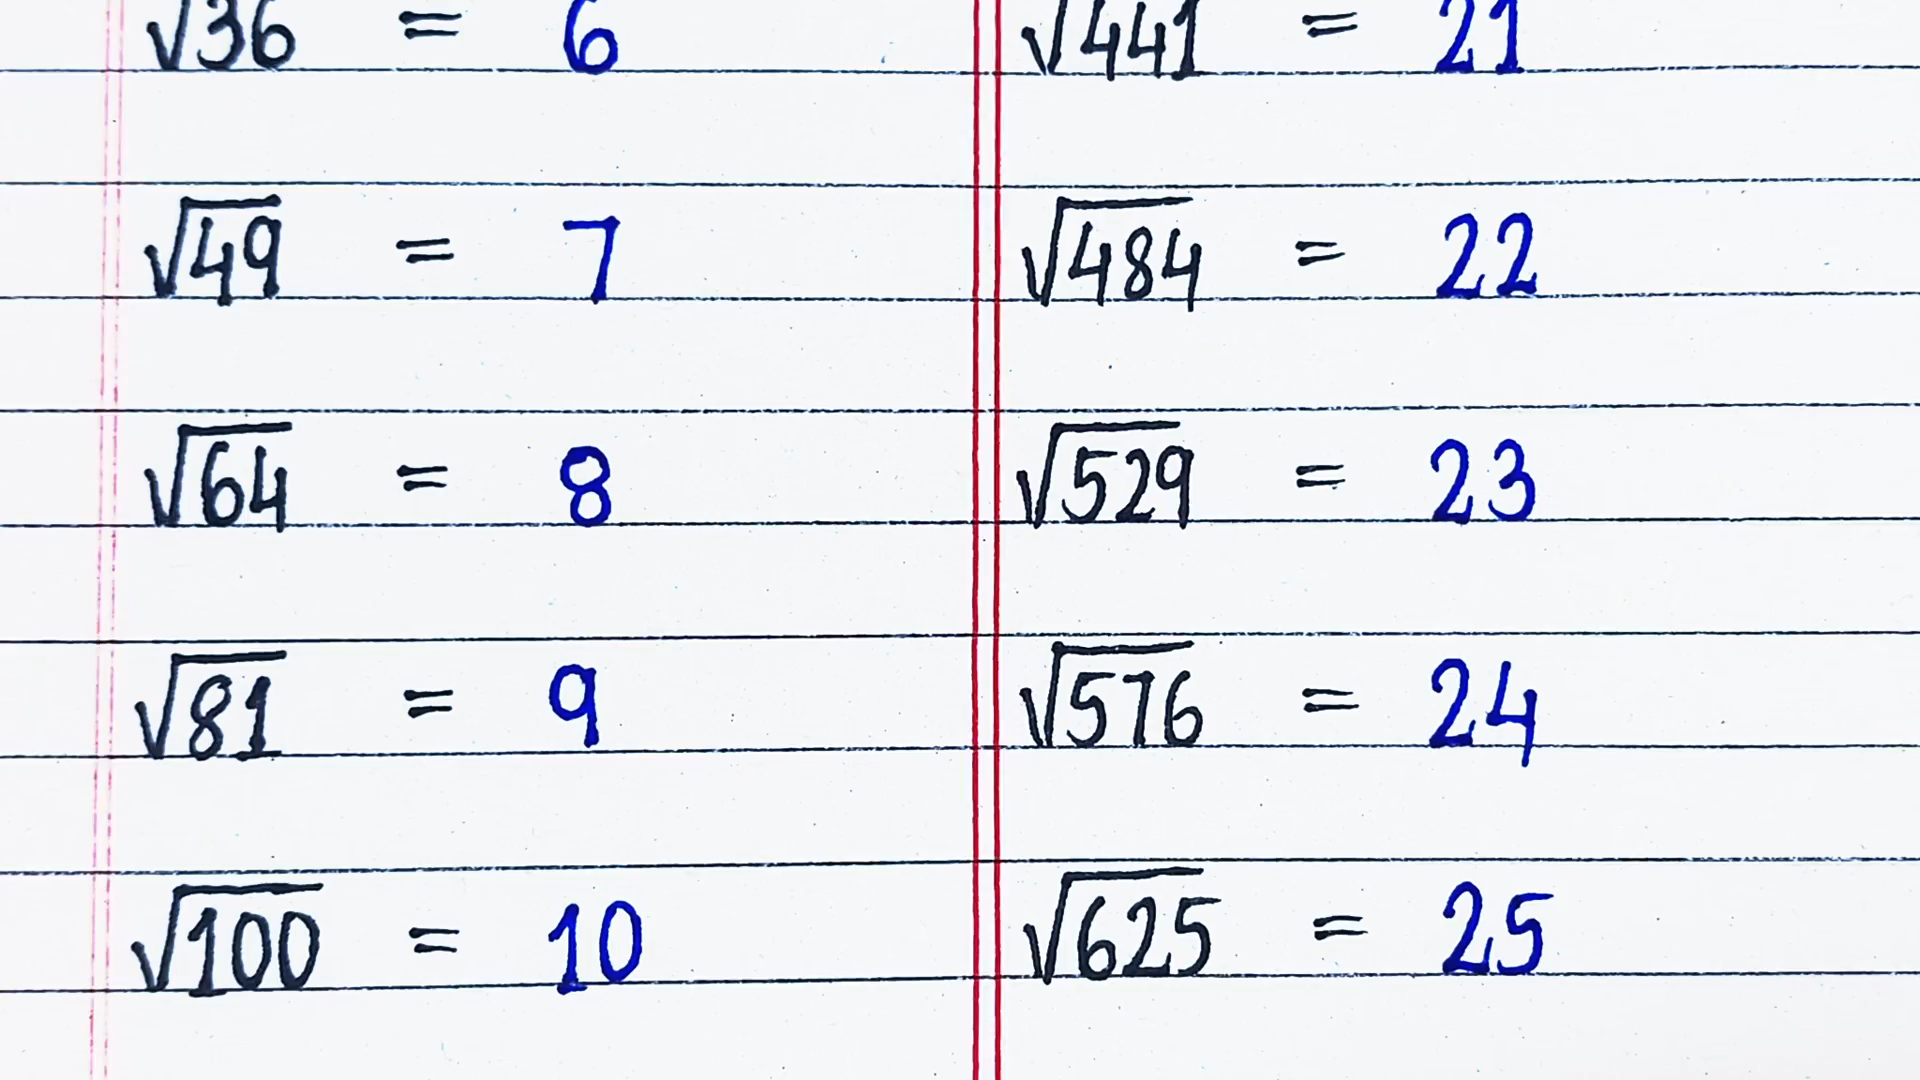 √36 = 6
√49 = 7
√64 = 8
√81 = 9
√100 = 10
√441 = 21
√484 = 22
√529 = 23
√576 = 24
√625 = 25